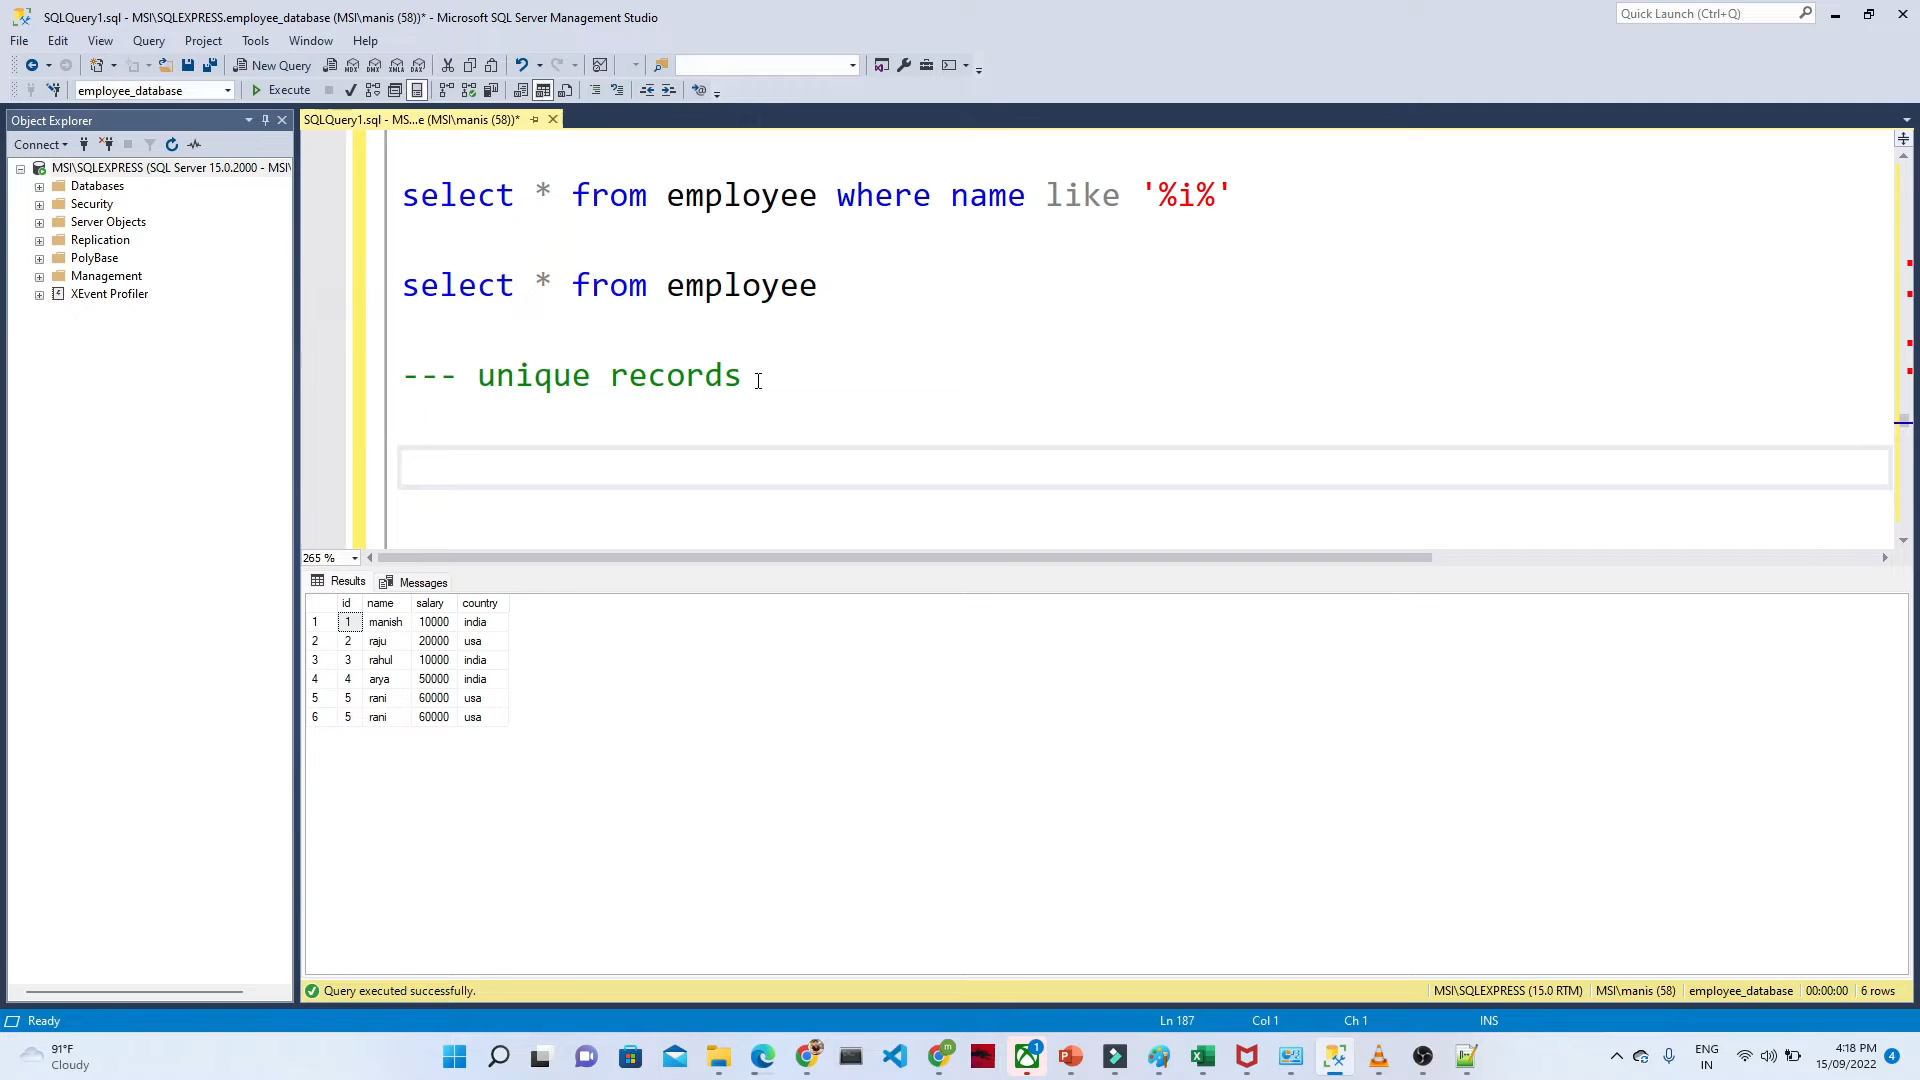 SQLQuery1.sql - MSI\SQLEXPRESS.employee_database (MSI\manis (58))* - Microsoft SQL Server Management Studio
Quick Launch (Ctrl+Q)
File Edit View Query Project Tools Window Help
New Query
MDX DMX XMLA DAX
employee_database
Execute
Object Explorer
SQLQuery1.sql - MS...e (MSI\manis (58))*
Connect
MSI\SQLEXPRESS (SQL Server 15.0.2000 - MSI\
Databases
Security
Server Objects
Replication
PolyBase
Management
XEvent Profiler
select * from employee where name like '%i%'
select * from employee
--- unique records
265 %
Results Messages
id name salary country
1 1 manish 10000 india
2 2 raju 20000 usa
3 3 rahul 10000 india
4 4 arya 50000 india
5 5 rani 60000 usa
6 5 rani 60000 usa
Query executed successfully.
MSI\SQLEXPRESS (15.0 RTM) MSI\manis (58) employee_database 00:00:00 6 rows
Ready
Ln 187 Col 1 Ch 1 INS
91°F
Cloudy
m
1
ENG
IN
4:18 PM
15/09/2022
4